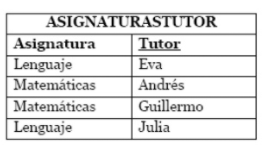 ASIGNATURASTUTOR
Asignatura Tutor
Lenguaje Eva
Matemáticas Andrés
Matemáticas Guillermo
Lenguaje Julia